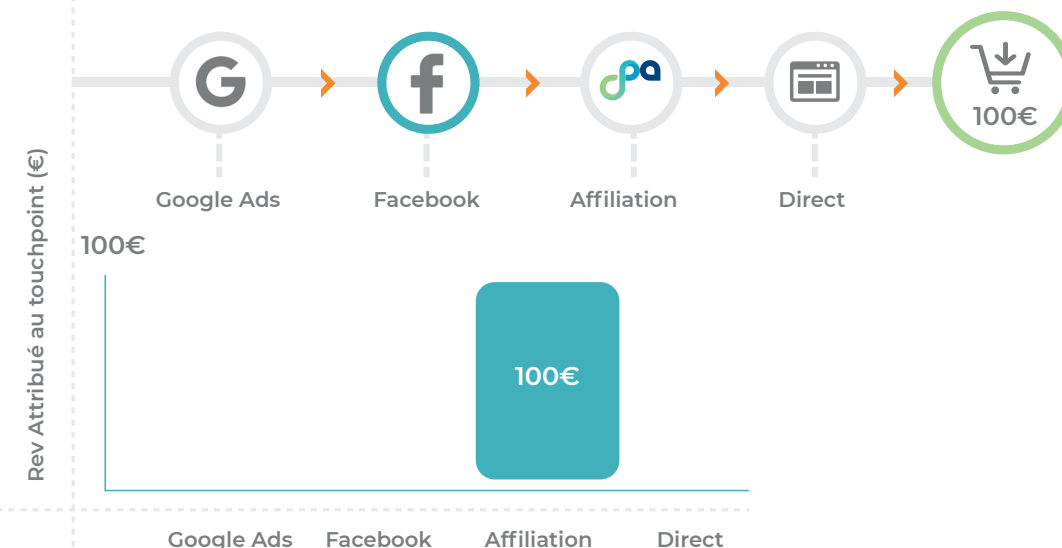 100€
Google Ads
Facebook
Affiliation
Direct
Rev Attribué au touchpoint (€)
100€
100€
Google Ads
Facebook
Affiliation
Direct